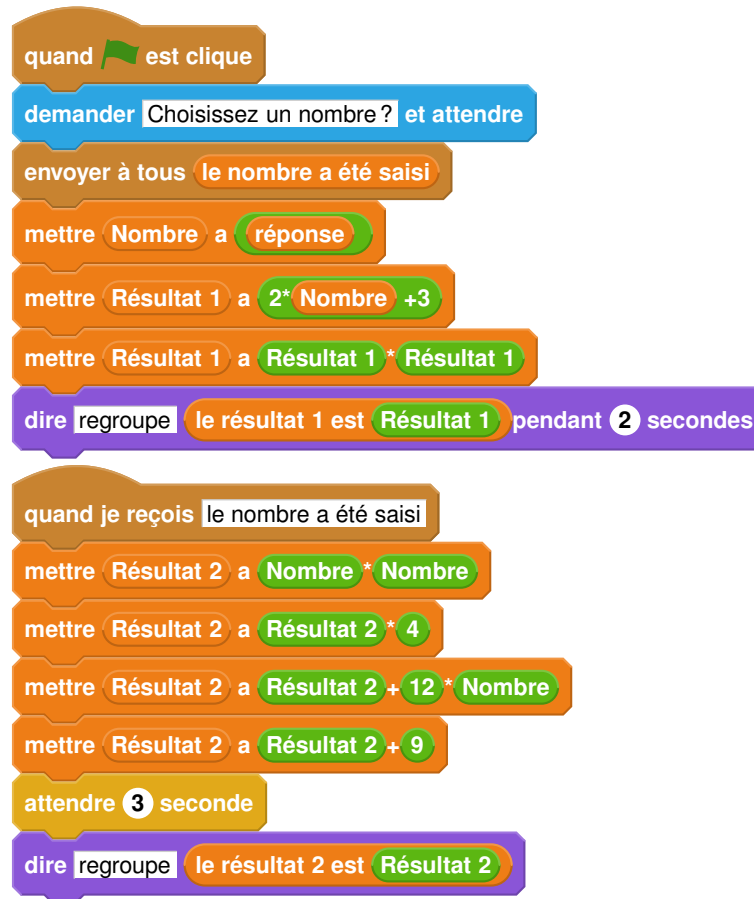 quand est clique
demander Choisissez un nombre ? et attendre
envoyer à tous le nombre a été saisi
mettre Nombre a réponse
mettre Résultat 1 a 2* Nombre +3
mettre Résultat 1 a Résultat 1 * Résultat 1
dire regroupe le résultat 1 est Résultat 1 pendant 2 secondes
quand je reçois le nombre a été saisi
mettre Résultat 2 a Nombre * Nombre
mettre Résultat 2 a Résultat 2 * 4
mettre Résultat 2 a Résultat 2 + 12 * Nombre
mettre Résultat 2 a Résultat 2 + 9
attendre 3 seconde
dire regroupe le résultat 2 est Résultat 2